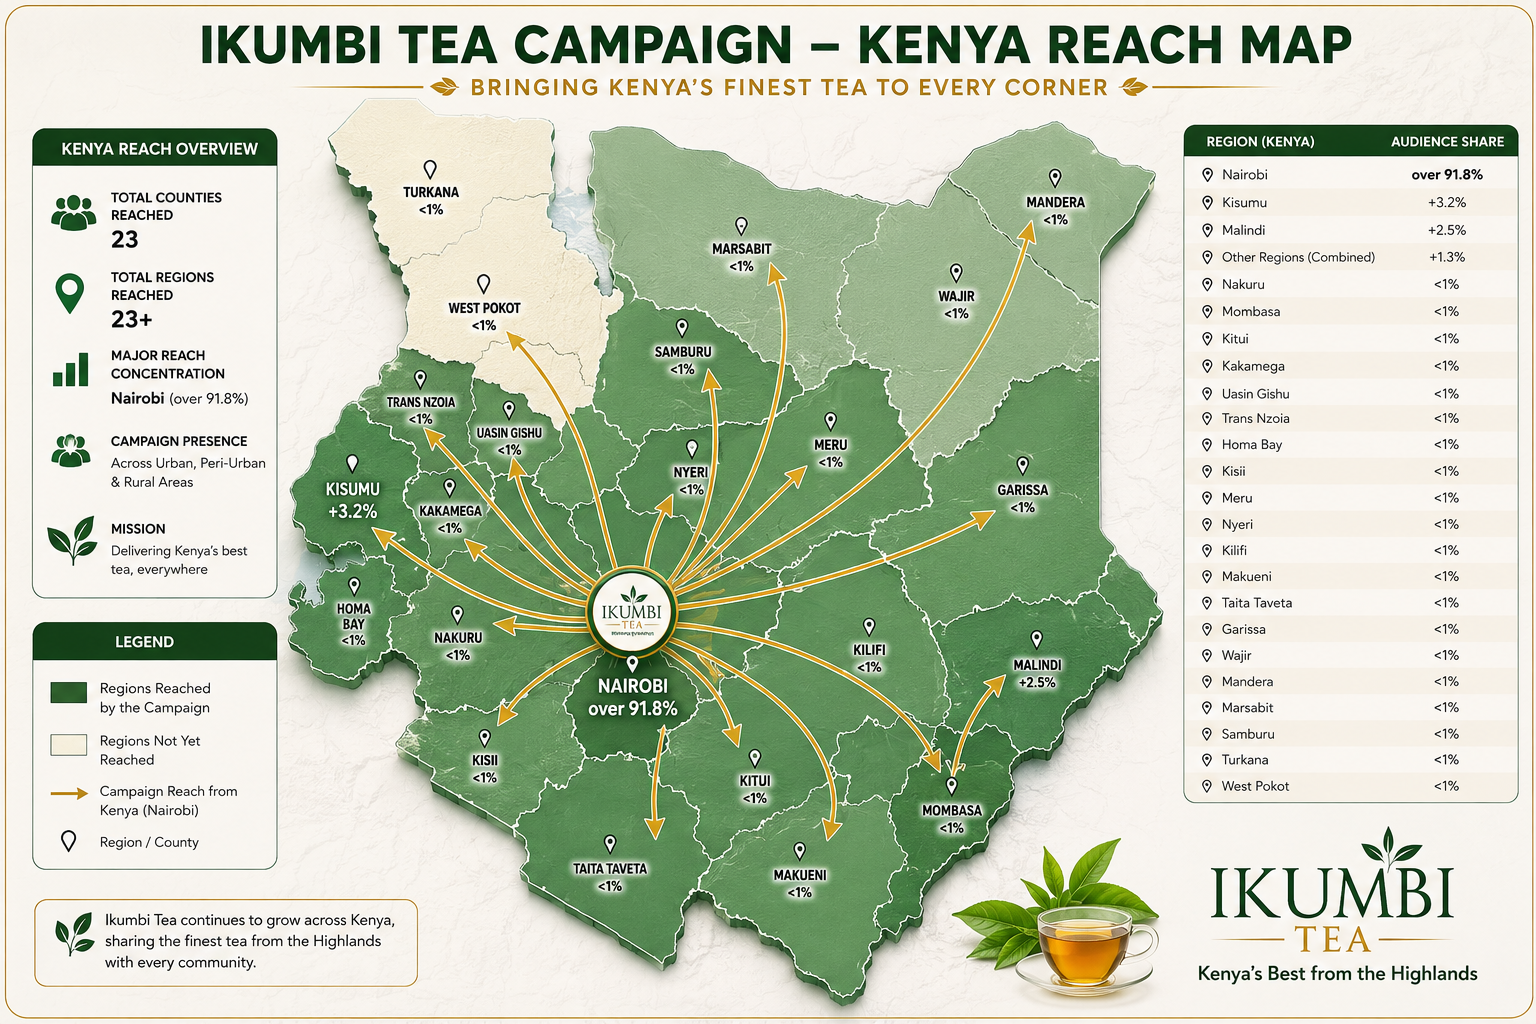 IKUMBI TEA CAMPAIGN – KENYA REACH MAP
BRINGING KENYA'S FINEST TEA TO EVERY CORNER
KENYA REACH OVERVIEW
TOTAL COUNTIES
REACHED
23
TOTAL REGIONS
REACHED
23+
MAJOR REACH
CONCENTRATION
Nairobi (over 91.8%)
CAMPAIGN PRESENCE
Across Urban, Peri-Urban
& Rural Areas
MISSION
Delivering Kenya's best
tea, everywhere
LEGEND
Regions Reached
by the Campaign
Regions Not Yet
Reached
Campaign Reach from
Kenya (Nairobi)
Region / County
Ikumbi Tea continues to grow across Kenya,
sharing the finest tea from the Highlands
with every community.
TURKANA
<1%
WEST POKOT
<1%
MARSABIT
<1%
MANDERA
<1%
WAJIR
<1%
SAMBURU
<1%
TRANS NZOIA
<1%
UASIN GISHU
<1%
NYERI
<1%
MERU
<1%
GARISSA
<1%
KISUMU
+3.2%
KAKAMEGA
<1%
HOMA
BAY
<1%
NAKURU
<1%
IKUMBI
TEA
NAIROBI
over 91.8%
KILIFI
<1%
MALINDI
+2.5%
KISII
<1%
KITUI
<1%
MOMBASA
<1%
TAITA TAVETA
<1%
MAKUENI
<1%
REGION (KENYA) AUDIENCE SHARE
Nairobi over 91.8%
Kisumu +3.2%
Malindi +2.5%
Other Regions (Combined) +1.3%
Nakuru <1%
Mombasa <1%
Kitui <1%
Kakamega <1%
Uasin Gishu <1%
Trans Nzoia <1%
Homa Bay <1%
Kisii <1%
Meru <1%
Nyeri <1%
Kilifi <1%
Makueni <1%
Taita Taveta <1%
Garissa <1%
Wajir <1%
Mandera <1%
Marsabit <1%
Samburu <1%
Turkana <1%
West Pokot <1%
IKUMBI
TEA
Kenya's Best from the Highlands